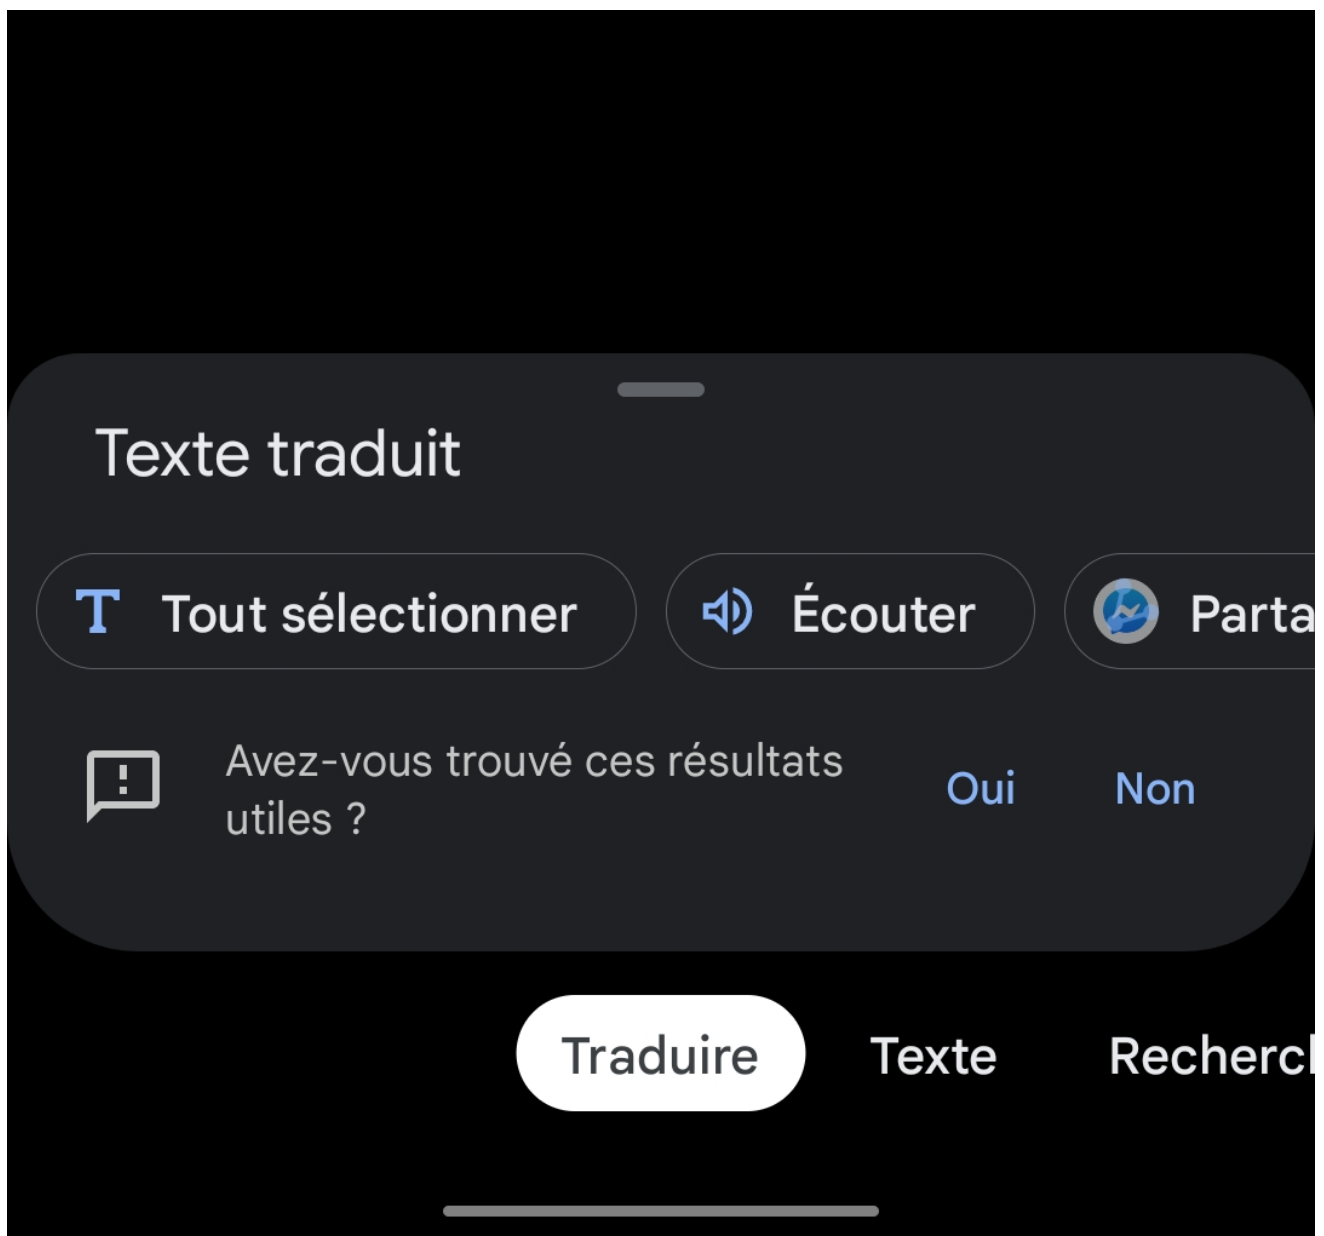 Texte traduit
Tout sélectionner
Écouter
Parta
Avez-vous trouvé ces résultats
utiles ?
Oui
Non
Traduire
Texte
Recherc